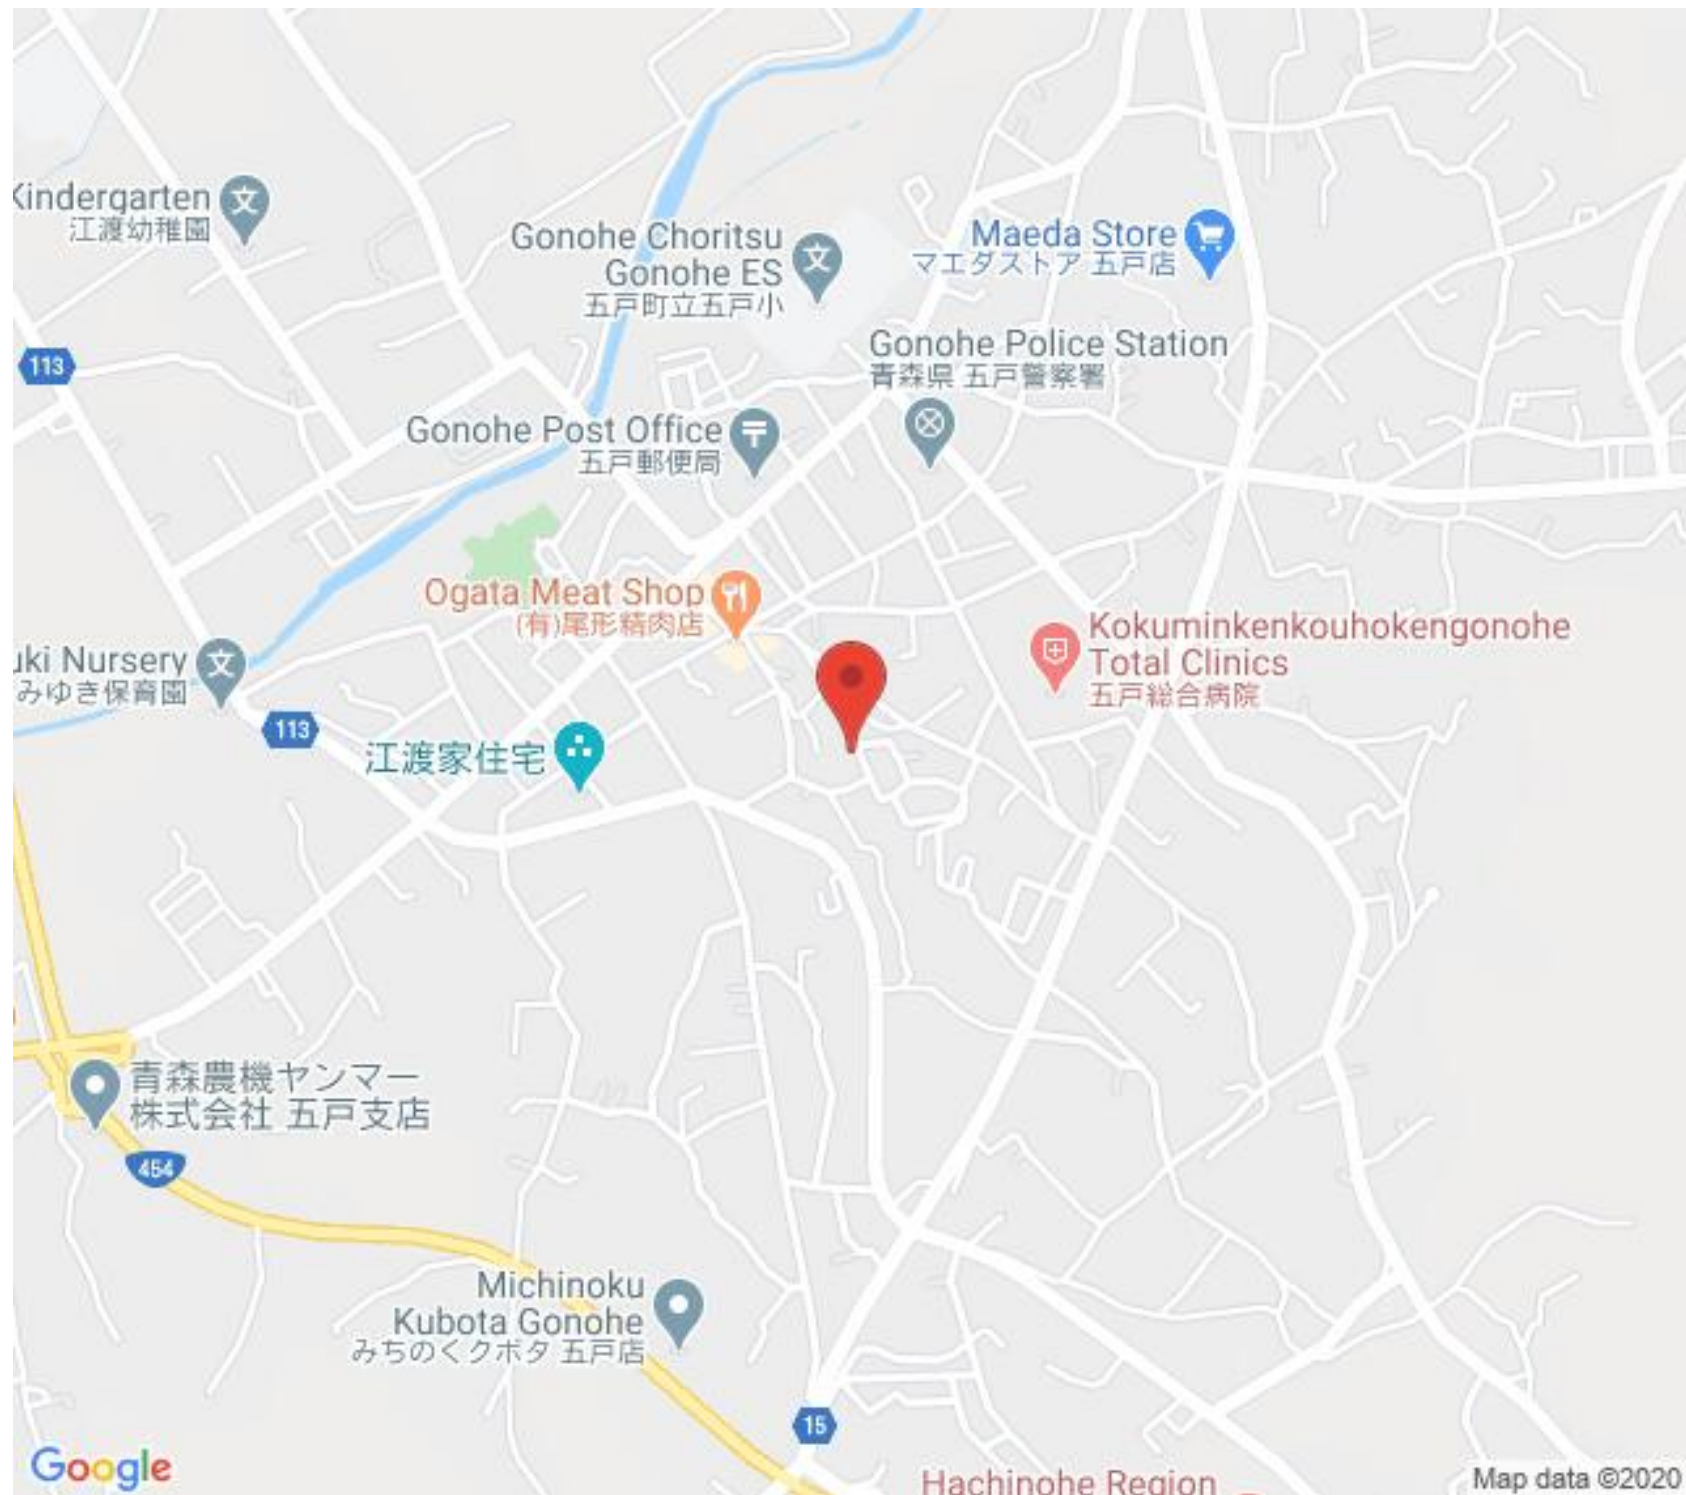 Kindergarten
江渡幼稚園
Gonohe Choritsu
Gonohe ES
五戸町立五戸小
Maeda Store
マエダストア 五戸店
Gonohe Police Station
青森県 五戸警察署
113
Gonohe Post Office
五戸郵便局
Ogata Meat Shop
(有)尾形精肉店
Kokuminkenkouhokengonohe
Total Clinics
五戸総合病院
uki Nursery
みゆき保育園
113
江渡家住宅
青森農機ヤンマー
株式会社 五戸支店
454
Michinoku
Kubota Gonohe
みちのくクボタ 五戸店
15
Hachinohe Region
Google
Map data ©2020